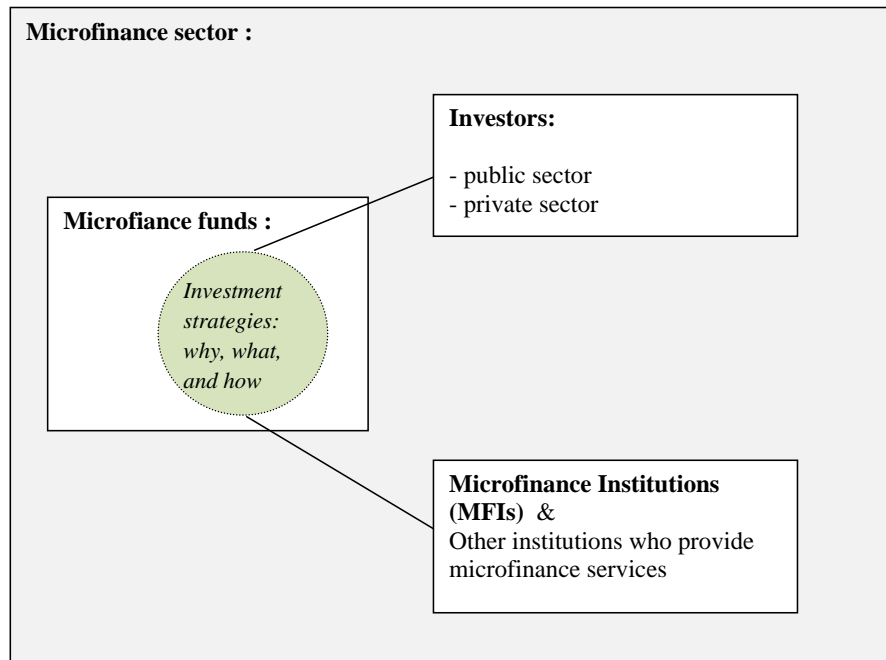 Microfinance sector :
Investors:
- public sector
- private sector
Microfiance funds :
Investment
strategies:
why, what,
and how
Microfinance Institutions
(MFIs) &
Other institutions who provide
microfinance services